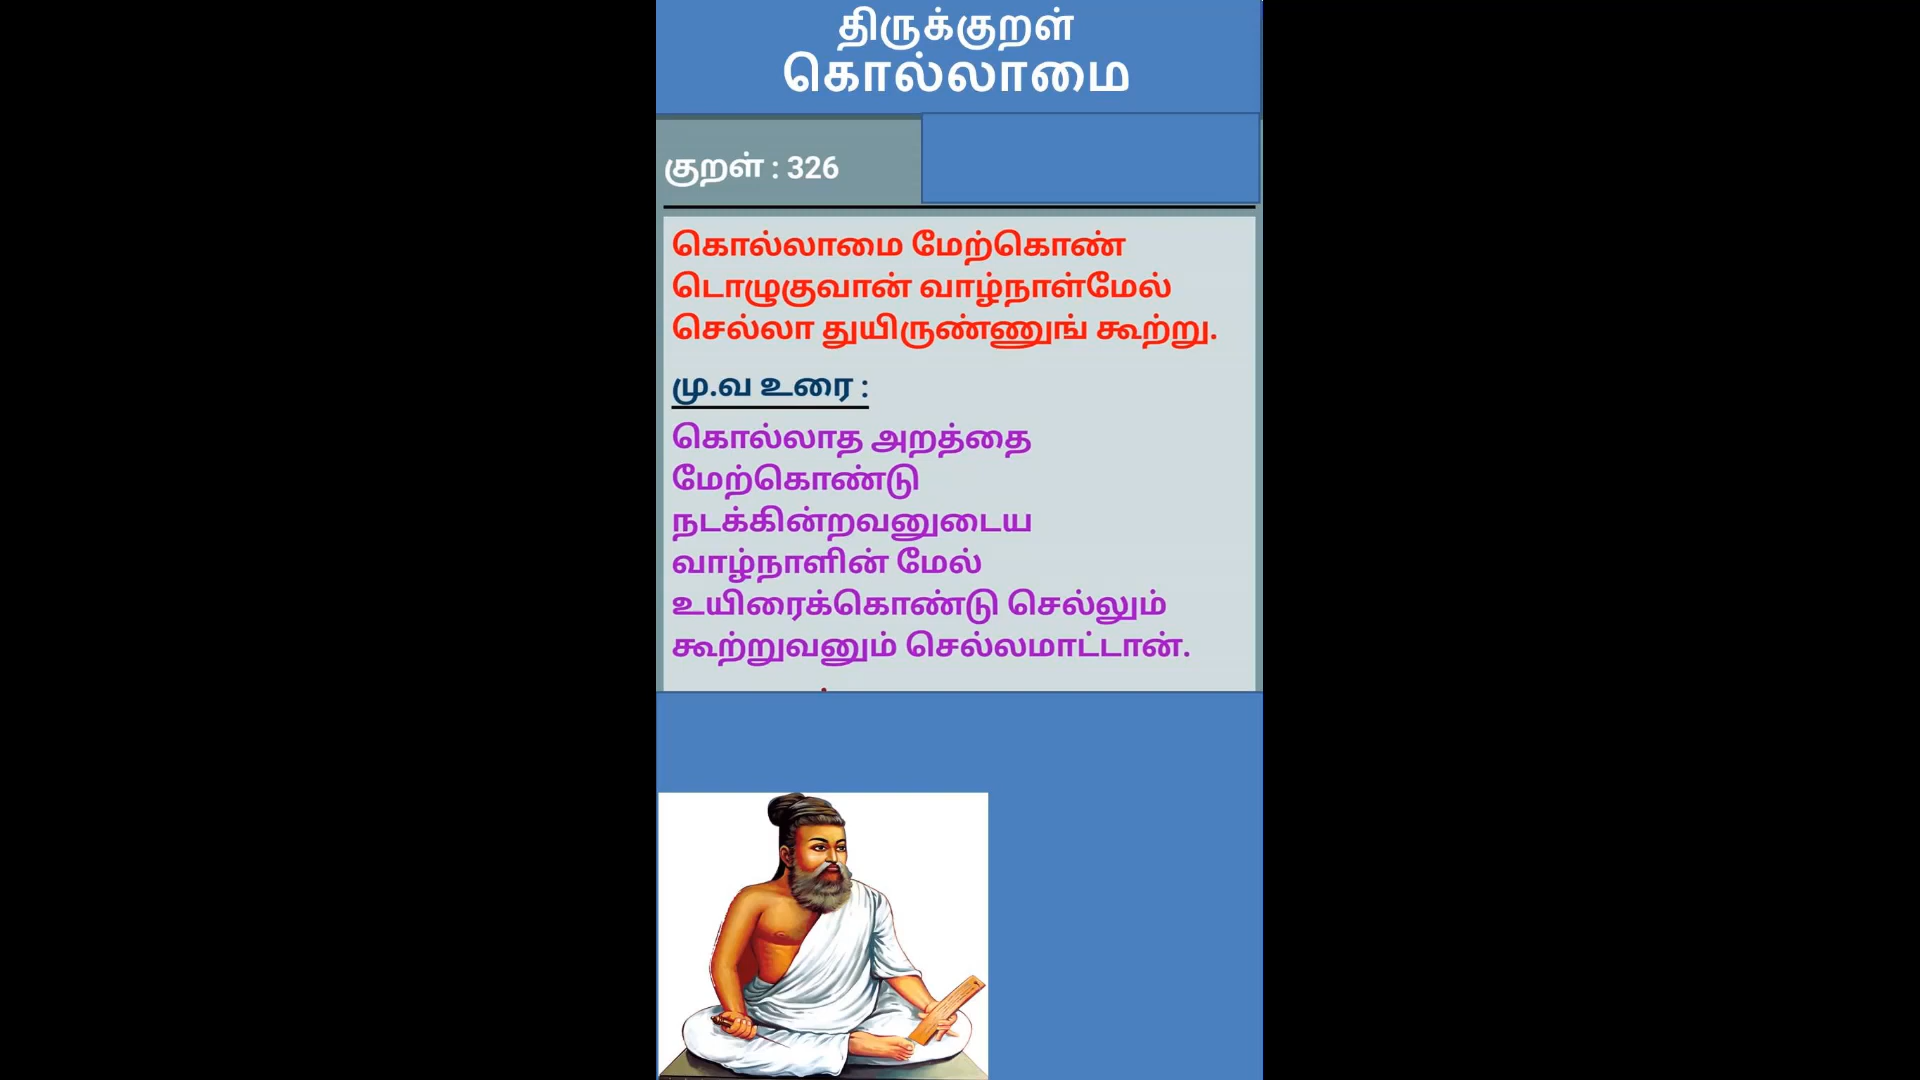 திருக்குறள்
கொல்லாமை
குறள் : 326
கொல்லாமை மேற்கொண்
டொழுகுவான் வாழ்நாள்மேல்
செல்லா துயிருண்ணுங் கூற்று.
மு.வ உரை :
கொல்லாத அறத்தை
மேற்கொண்டு
நடக்கின்றவனுடைய
வாழ்நாளின் மேல்
உயிரைக்கொண்டு செல்லும்
கூற்றுவனும் செல்லமாட்டான்.